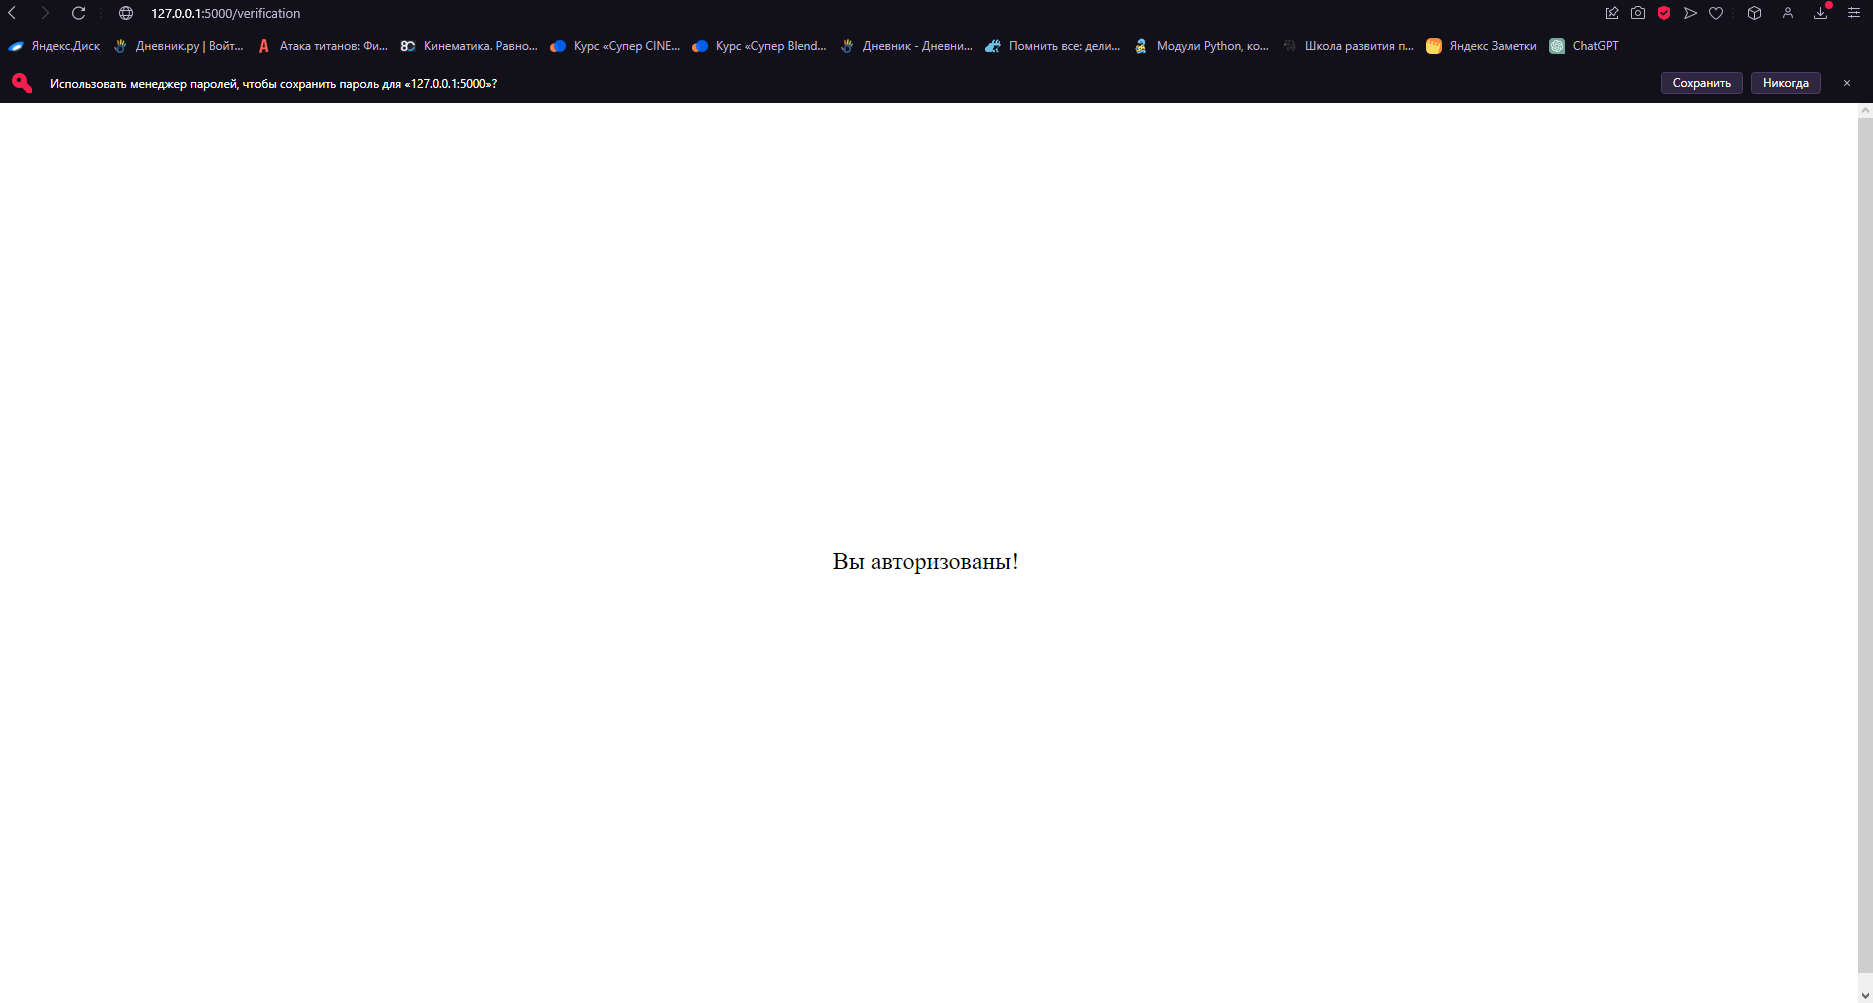 127.0.0.1:5000/verification
Яндекс.Диск Дневник.ру | Войт... Атака титанов: Фи... Кинематика. Равно... Курс «Супер CINE... Курс «Супер Blend... Дневник - Дневни... Помнить все: дели... Модули Python, ко... Школа развития п... Яндекс Заметки ChatGPT
Использовать менеджер паролей, чтобы сохранить пароль для «127.0.0.1:5000»? Сохранить Никогда
Вы авторизованы!